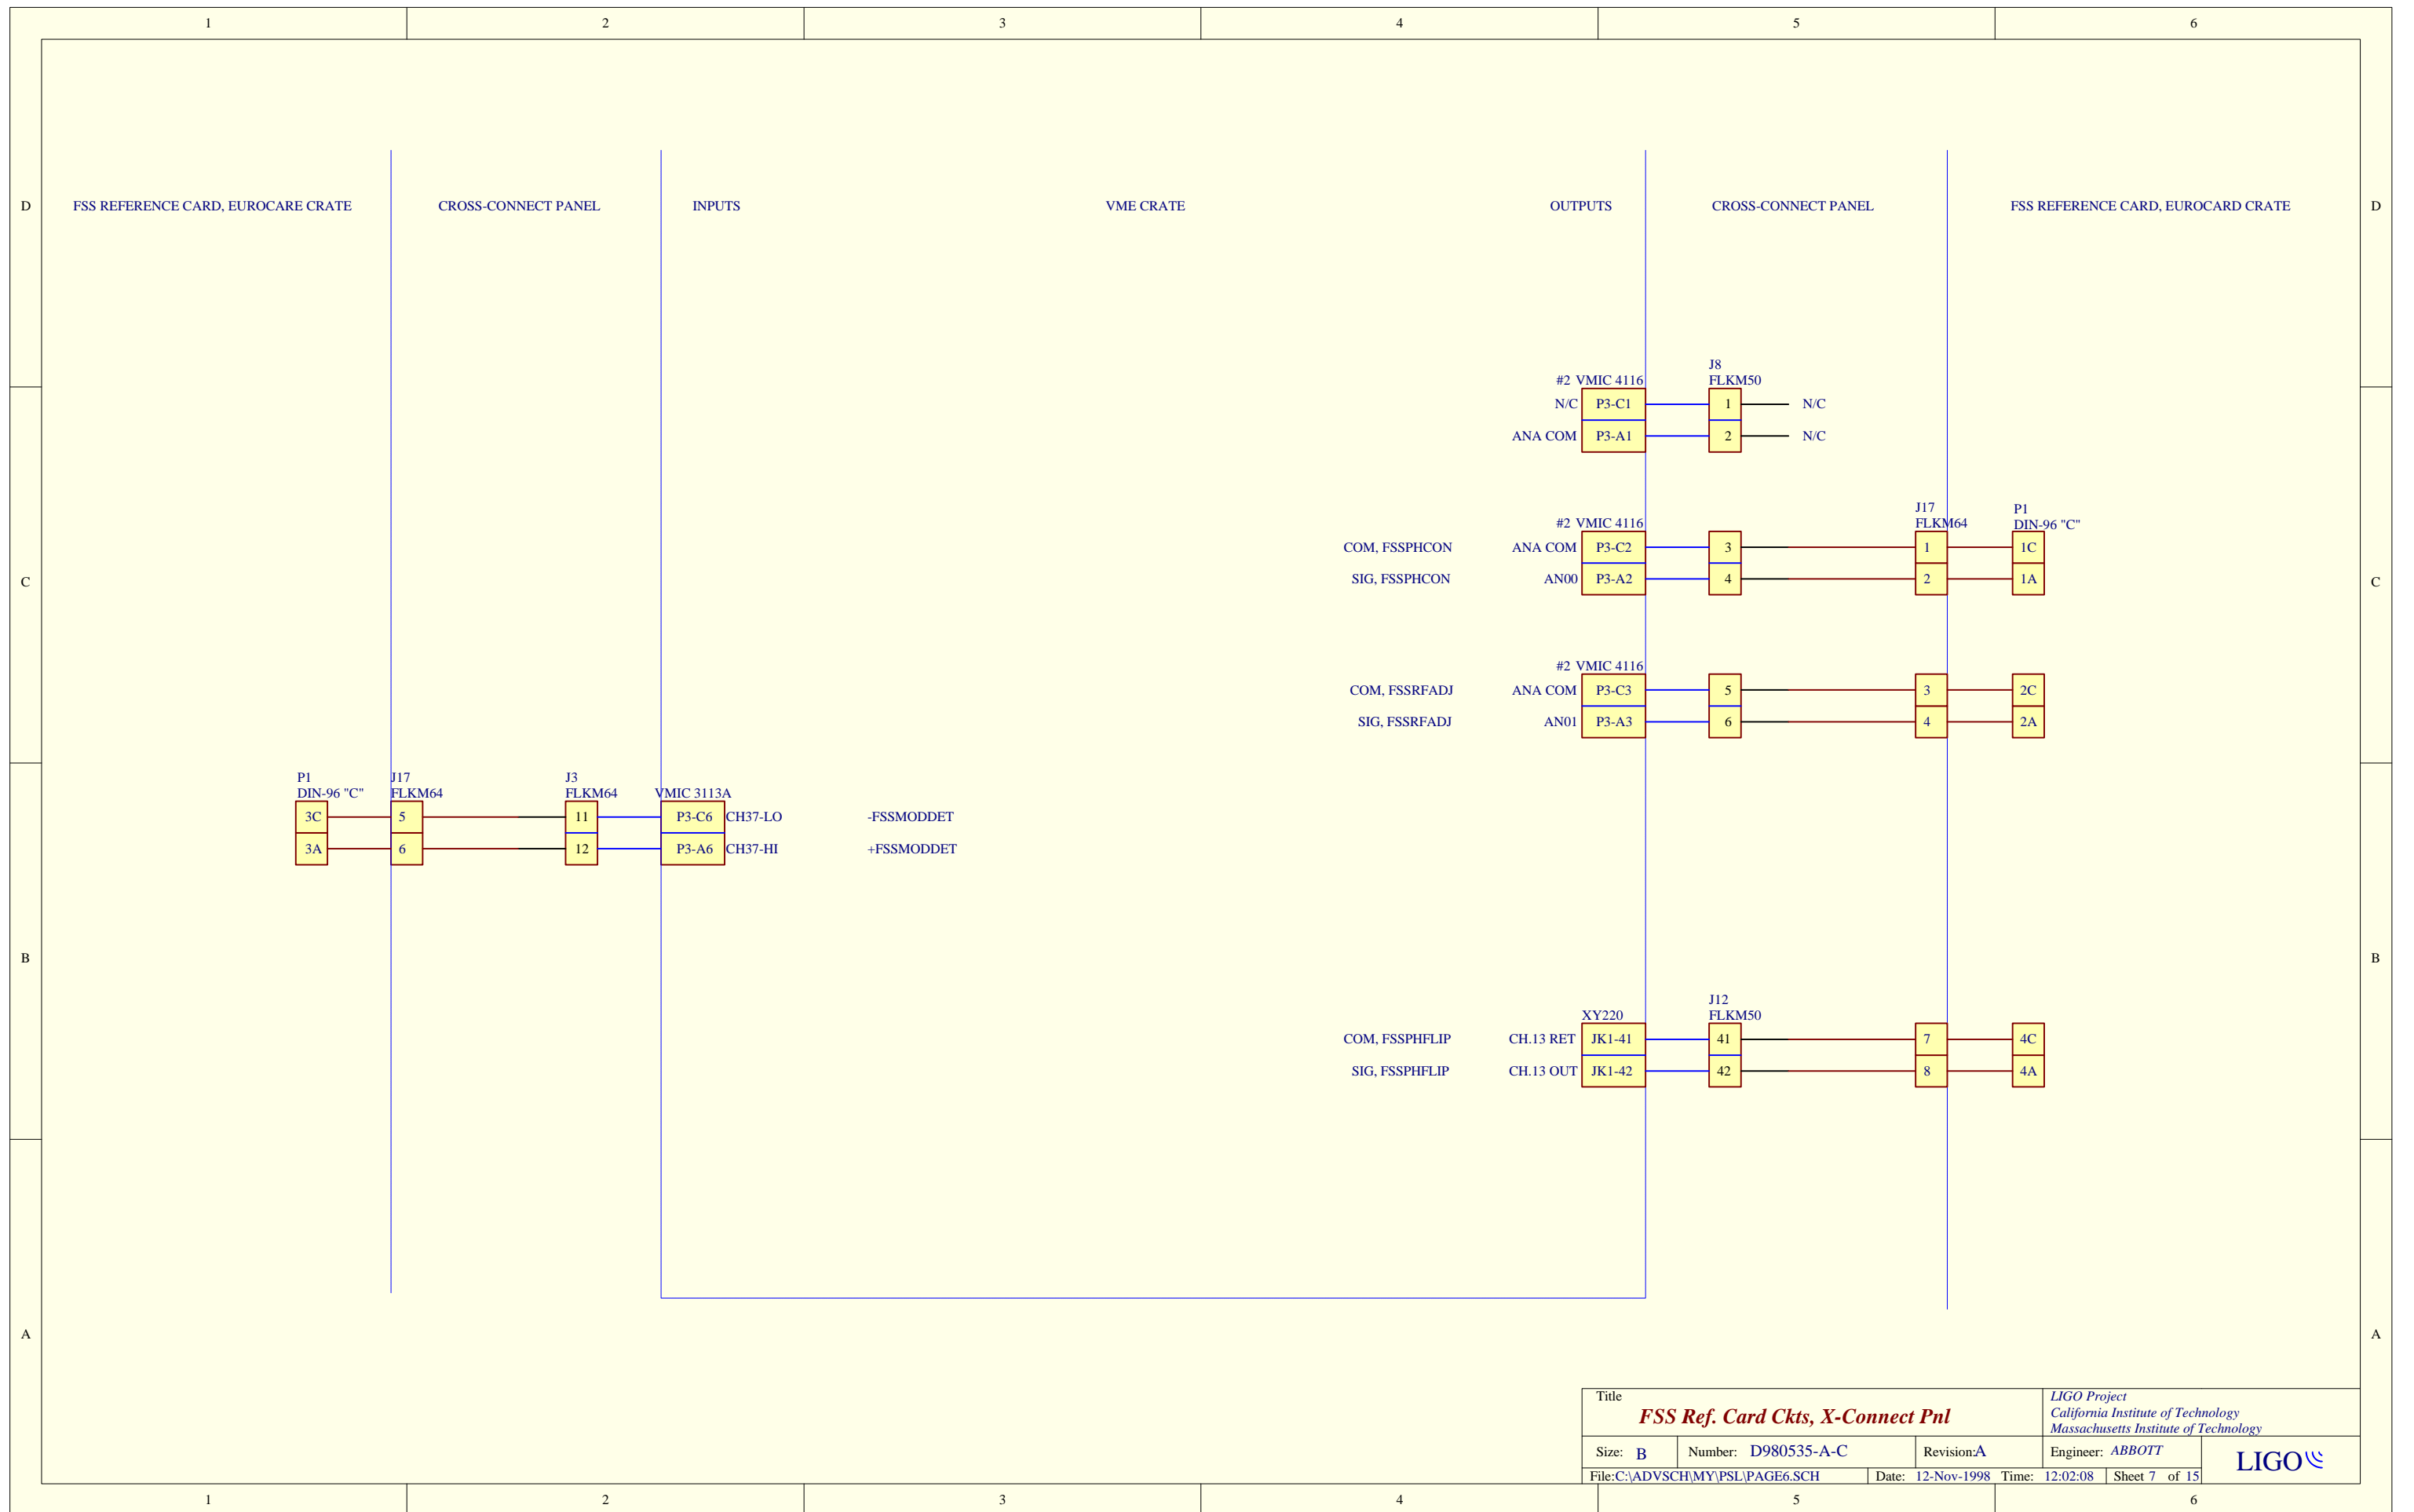 1 2 3 4 5 6
D FSS REFERENCE CARD, EUROCARE CRATE CROSS-CONNECT PANEL INPUTS VME CRATE OUTPUTS CROSS-CONNECT PANEL FSS REFERENCE CARD, EUROCARD CRATE D
J8
#2 VMIC 4116 FLKM50
N/C P3-C1 1 N/C
ANA COM P3-A1 2 N/C
J17 P1
#2 VMIC 4116 FLKM64 DIN-96 "C"
COM, FSSPHCON ANA COM P3-C2 3 1 1C
C SIG, FSSPHCON AN00 P3-A2 4 2 1A C
#2 VMIC 4116
COM, FSSRFADJ ANA COM P3-C3 5 3 2C
SIG, FSSRFADJ AN01 P3-A3 6 4 2A
P1 J17 J3
DIN-96 "C" FLKM64 FLKM64 VMIC 3113A
3C 5 11 P3-C6 CH37-LO -FSSMODDET
3A 6 12 P3-A6 CH37-HI +FSSMODDET
B B
J12
XY220 FLKM50
COM, FSSPHFLIP CH.13 RET JK1-41 41 7 4C
SIG, FSSPHFLIP CH.13 OUT JK1-42 42 8 4A
A A
Title
FSS Ref. Card Ckts, X-Connect Pnl
LIGO Project
California Institute of Technology
Massachusetts Institute of Technology
Size: B Number: D980535-A-C Revision:A Engineer: ABBOTT LIGO
File:C:\ADVSCH\MY\PSL\PAGE6.SCH Date: 12-Nov-1998 Time: 12:02:08 Sheet 7 of 15
1 2 3 4 5 6